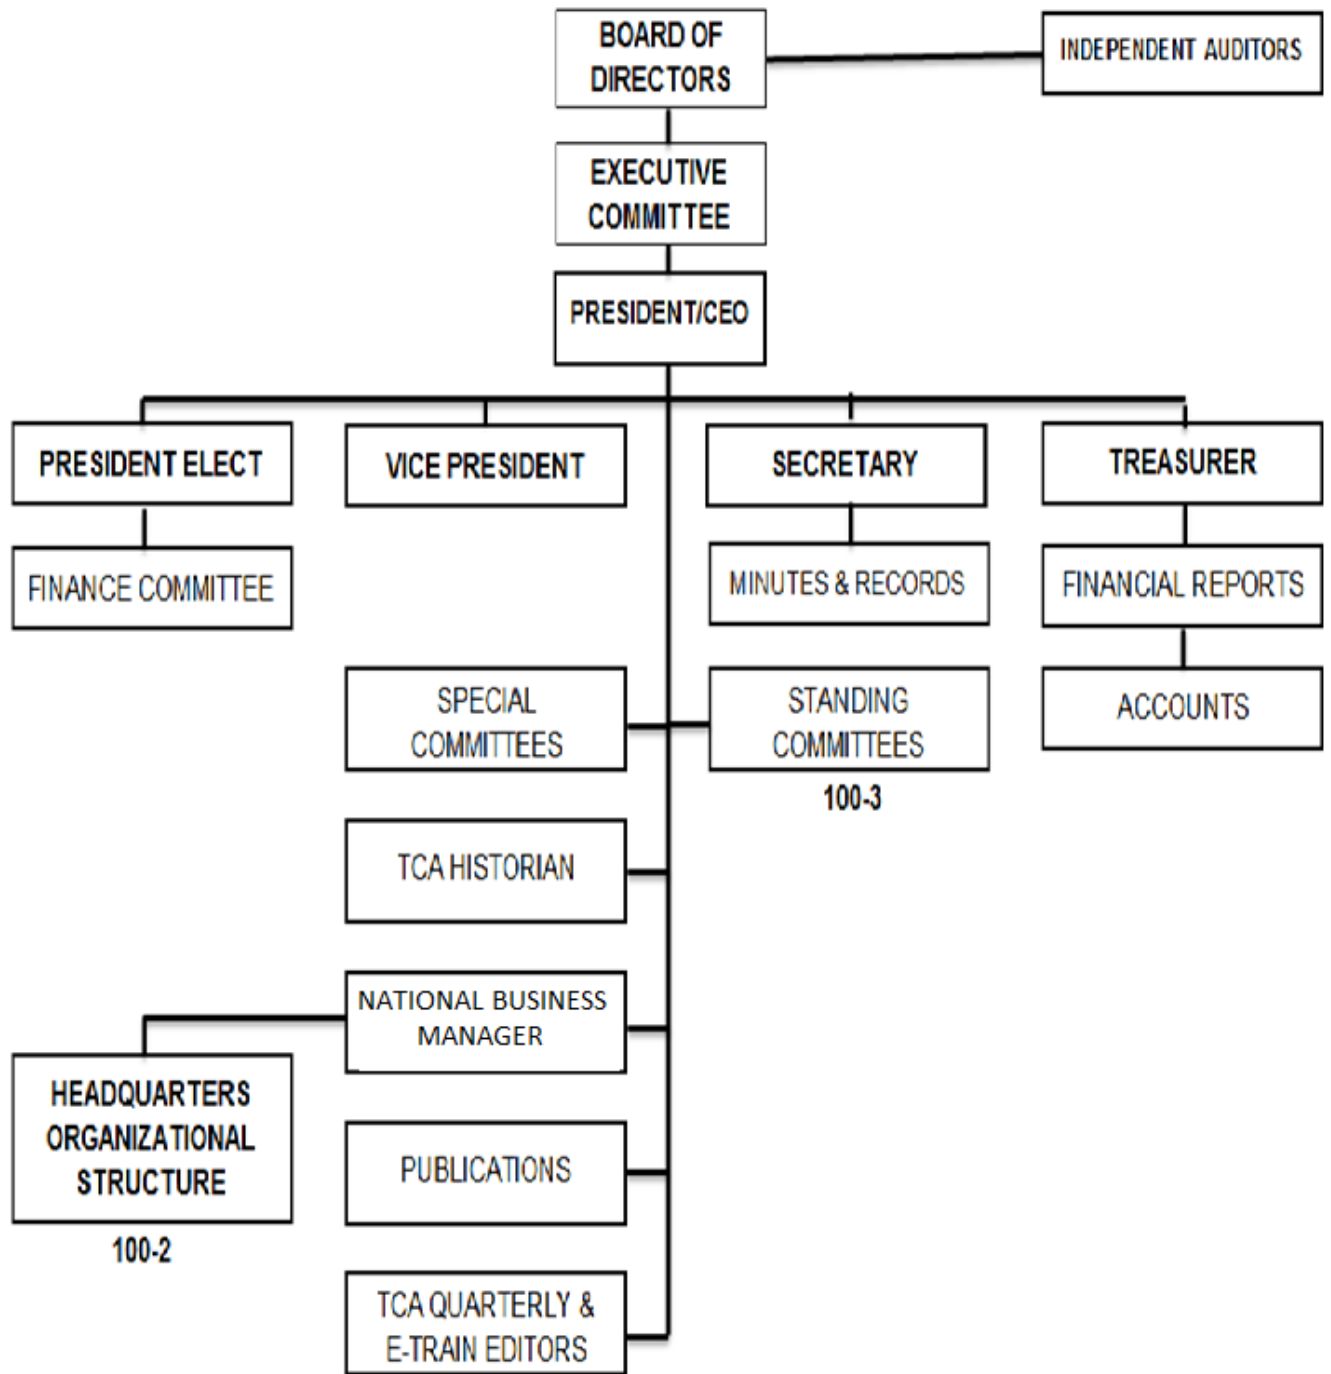 BOARD OF
DIRECTORS
INDEPENDENT AUDITORS
EXECUTIVE
COMMITTEE
PRESIDENT/CEO
PRESIDENT ELECT
VICE PRESIDENT
SECRETARY
TREASURER
FINANCE COMMITTEE
MINUTES & RECORDS
FINANCIAL REPORTS
SPECIAL
COMMITTEES
STANDING
COMMITTEES
100-3
ACCOUNTS
TCA HISTORIAN
NATIONAL BUSINESS
MANAGER
HEADQUARTERS
ORGANIZATIONAL
STRUCTURE
100-2
PUBLICATIONS
TCA QUARTERLY &
E-TRAIN EDITORS